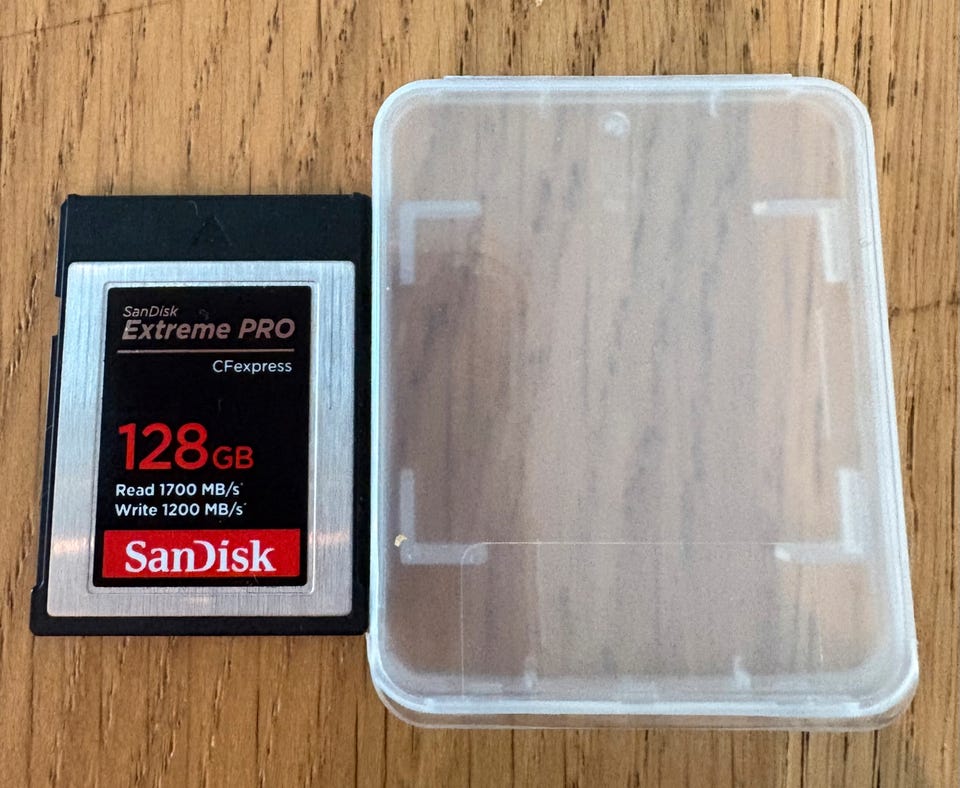 SanDisk
Extreme PRO
CFexpress
128GB
Read 1700 MB/s*
Write 1200 MB/s*
SanDisk